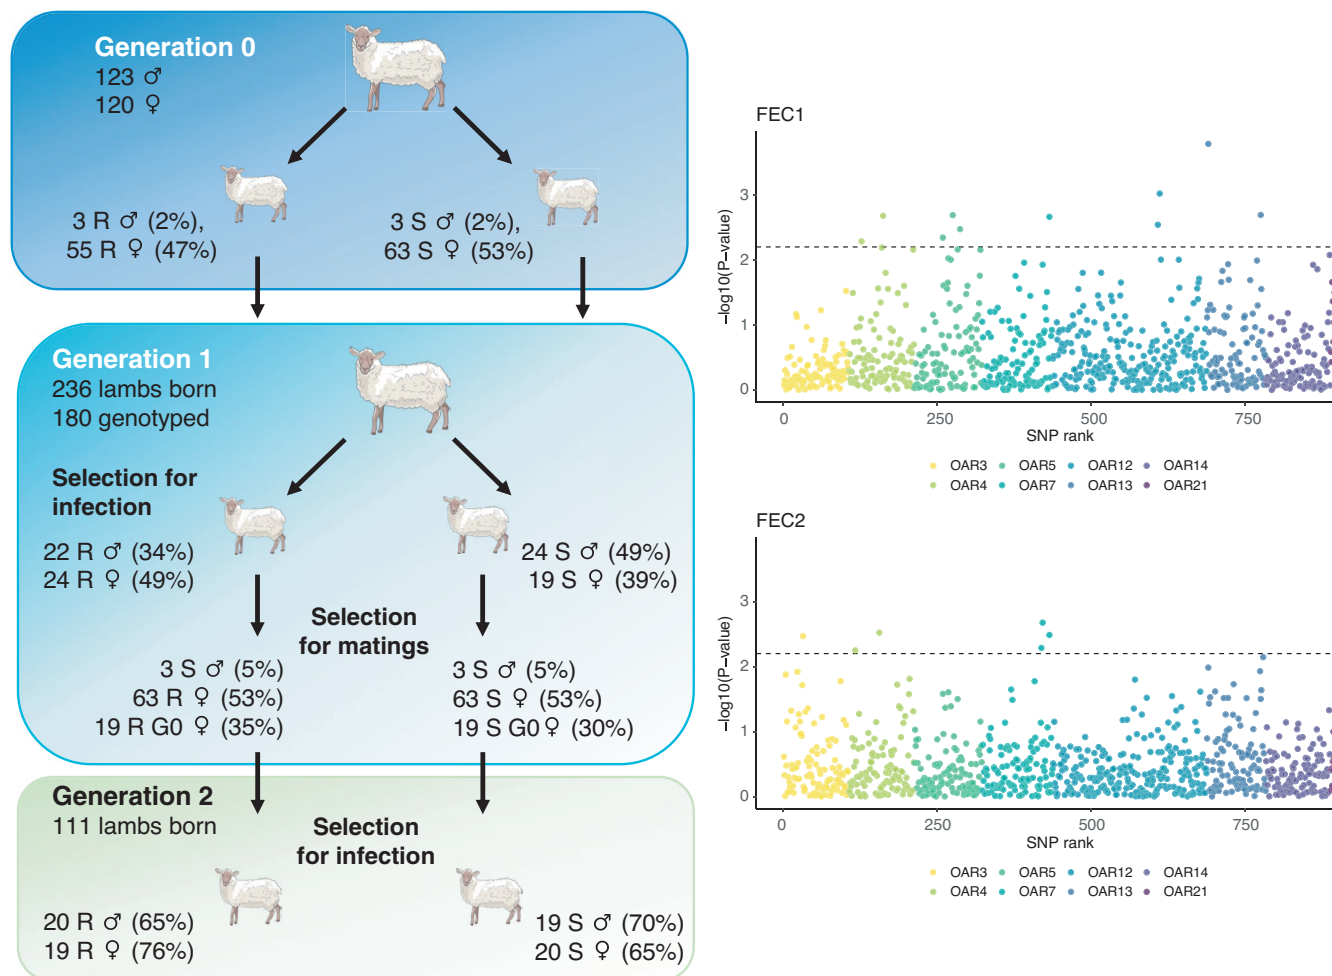 Generation 0
123 ♂
120 ♀
3 R ♂ (2%),
55 R ♀ (47%)
3 S ♂ (2%),
63 S ♀ (53%)
Generation 1
236 lambs born
180 genotyped
Selection for
infection
22 R ♂ (34%)
24 R ♀ (49%)
24 S ♂ (49%)
19 S ♀ (39%)
Selection
for matings
3 S ♂ (5%)
63 R ♀ (53%)
19 R G0 ♀ (35%)
3 S ♂ (5%)
63 S ♀ (53%)
19 S G0 ♀ (30%)
Generation 2
111 lambs born
Selection
for infection
20 R ♂ (65%)
19 R ♀ (76%)
19 S ♂ (70%)
20 S ♀ (65%)
FEC1
−log10(P-value)
3
2
1
0
0 250 500 750
SNP rank
OAR3 OAR5 OAR12 OAR14
OAR4 OAR7 OAR13 OAR21
FEC2
−log10(P-value)
3
2
1
0
0 250 500 750
SNP rank
OAR3 OAR5 OAR12 OAR14
OAR4 OAR7 OAR13 OAR21